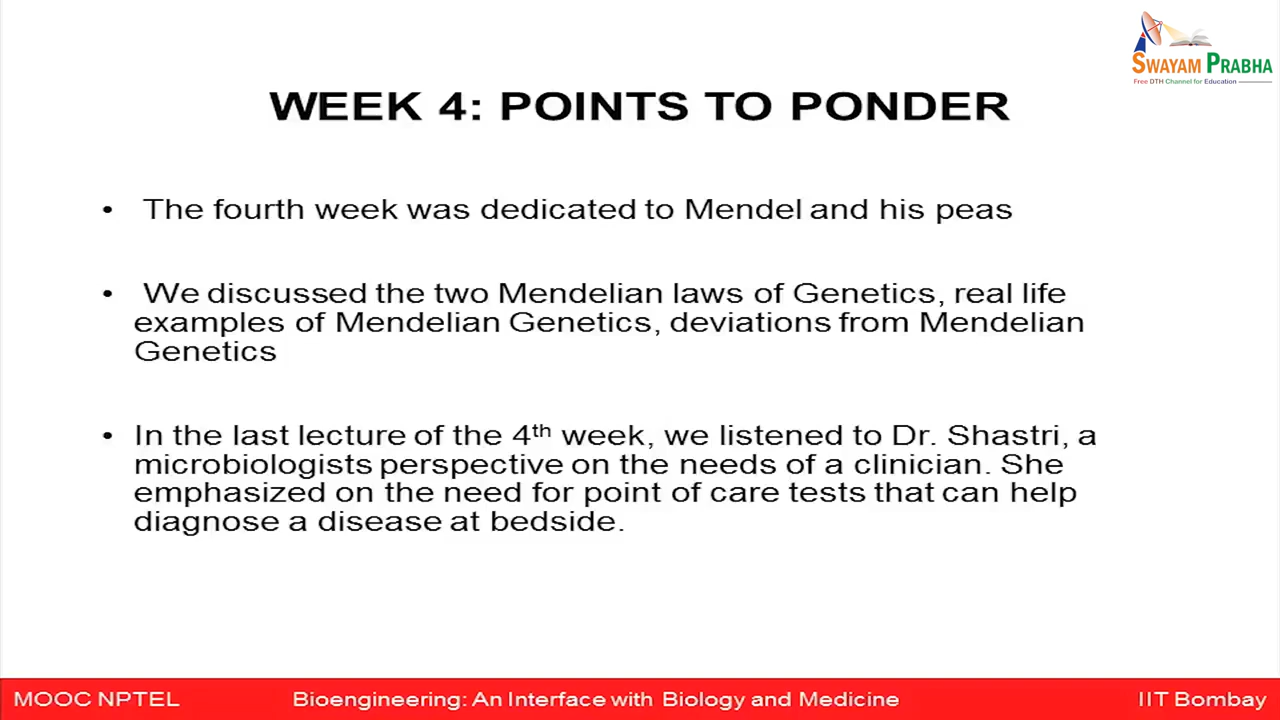 SWAYAM PRABHA
Free DTH Channel for Education
WEEK 4: POINTS TO PONDER
• The fourth week was dedicated to Mendel and his peas
• We discussed the two Mendelian laws of Genetics, real life
examples of Mendelian Genetics, deviations from Mendelian
Genetics
• In the last lecture of the 4th week, we listened to Dr. Shastri, a
microbiologists perspective on the needs of a clinician. She
emphasized on the need for point of care tests that can help
diagnose a disease at bedside.
MOOC NPTEL Bioengineering: An Interface with Biology and Medicine IIT Bombay